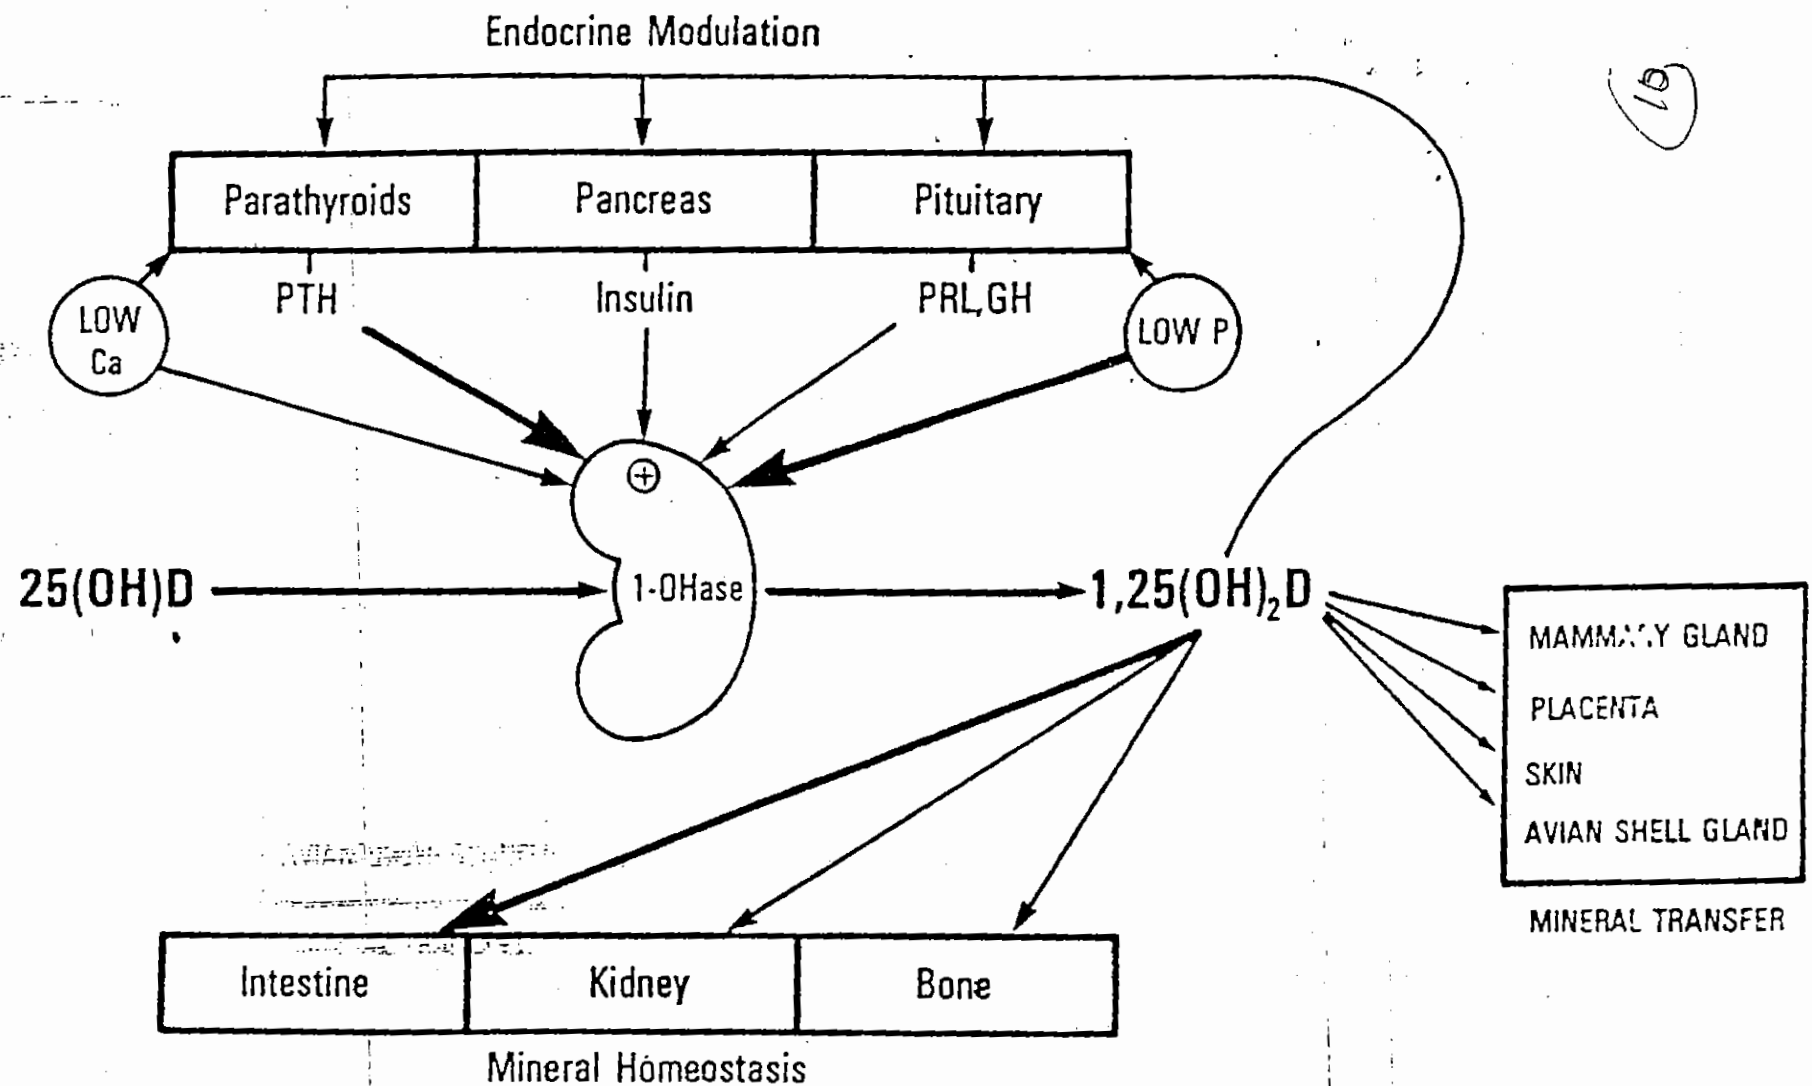 Endocrine Modulation
Parathyroids Pancreas Pituitary
PTH Insulin PRL,GH
LOW
Ca
LOW P
+
25(OH)D 1-OHase 1,25(OH)₂D
GLAND
PLACENTA
SKIN
AVIAN SHELL GLAND
MINERAL TRANSFER
Intestine Kidney Bone
Mineral Homeostasis